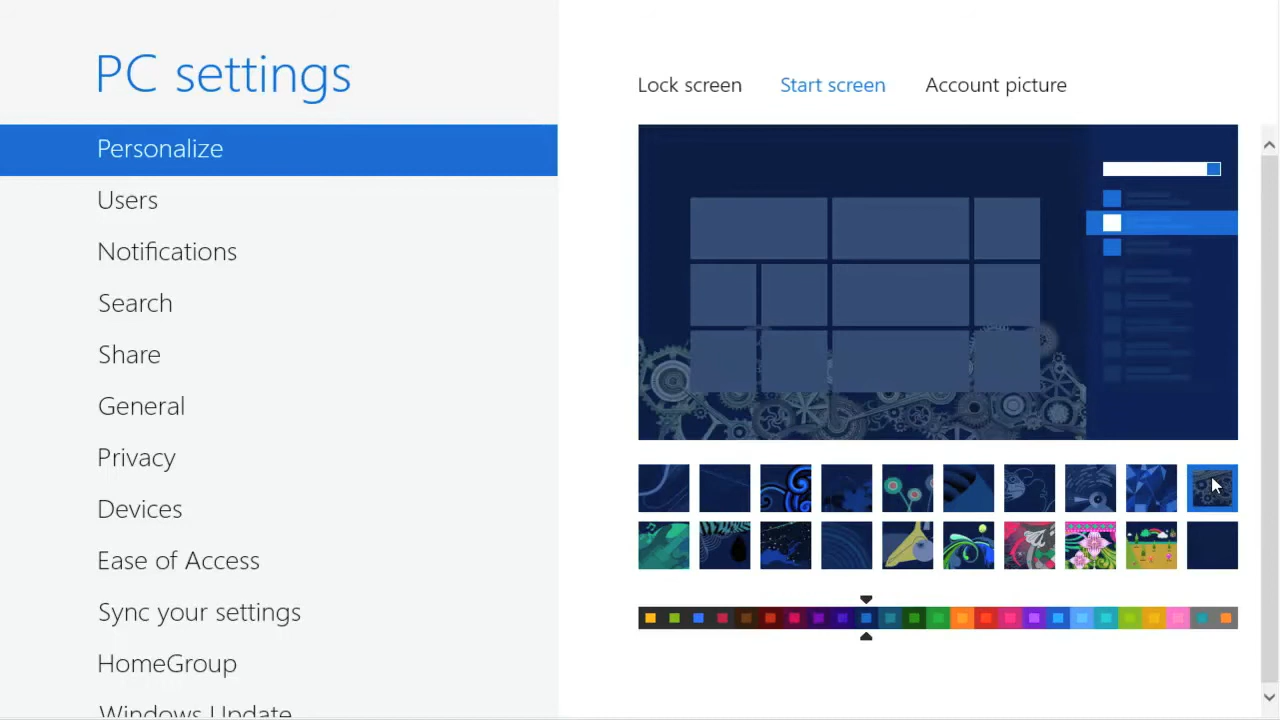 PC settings
Personalize
Users
Notifications
Search
Share
General
Privacy
Devices
Ease of Access
Sync your settings
HomeGroup
Windows Update
Lock screen
Start screen
Account picture